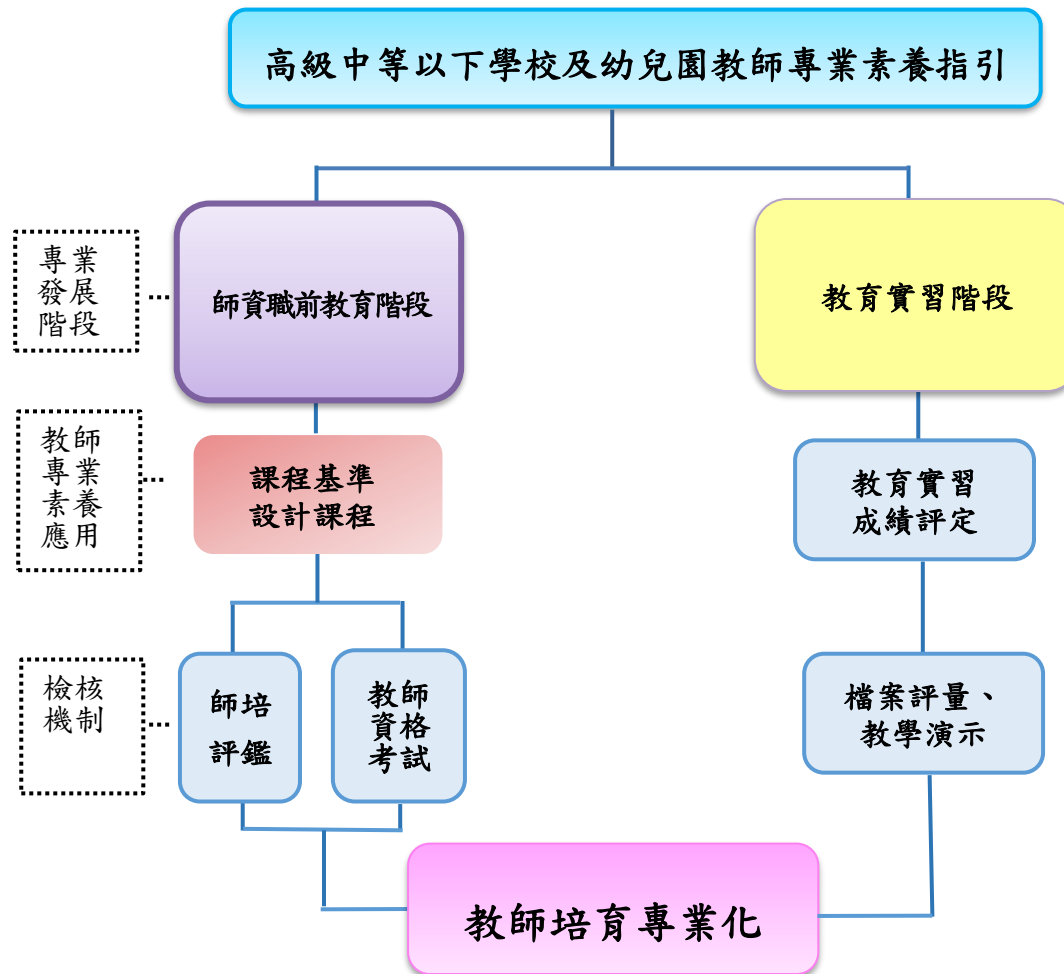 高級中等以下學校及幼兒園教師專業素養指引
專業
發展
階段
師資職前教育階段
教育實習階段
教師
專業
素養
應用
課程基準
設計課程
教育實習
成績評定
檢核
機制
師培
評鑑
教師
資格
考試
檔案評量、
教學演示
教師培育專業化